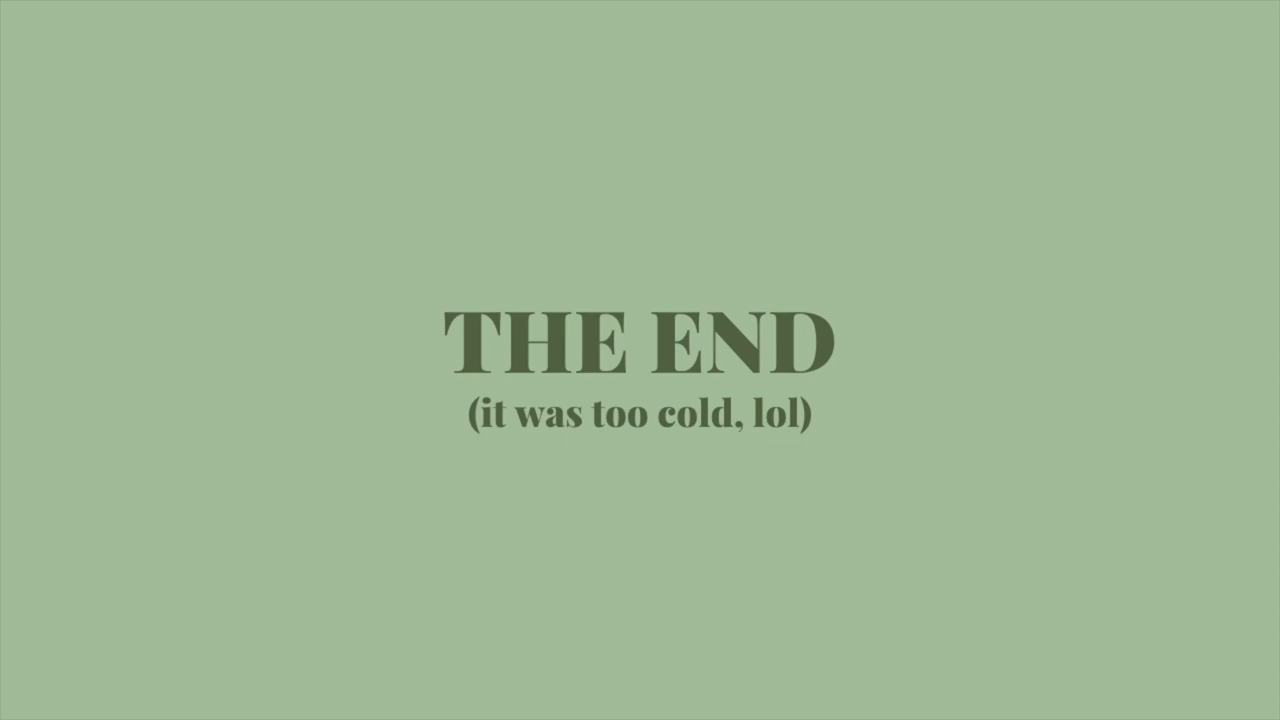 THE END
(it was too cold, lol)